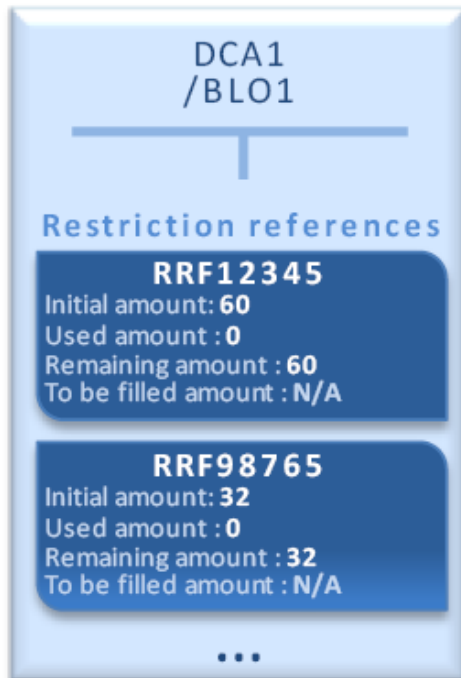 DCA1
/BLO1
Restriction references
RRF12345
Initial amount: 60
Used amount : 0
Remaining amount : 60
To be filled amount : N/A
RRF98765
Initial amount: 32
Used amount : 0
Remaining amount : 32
To be filled amount : N/A
...